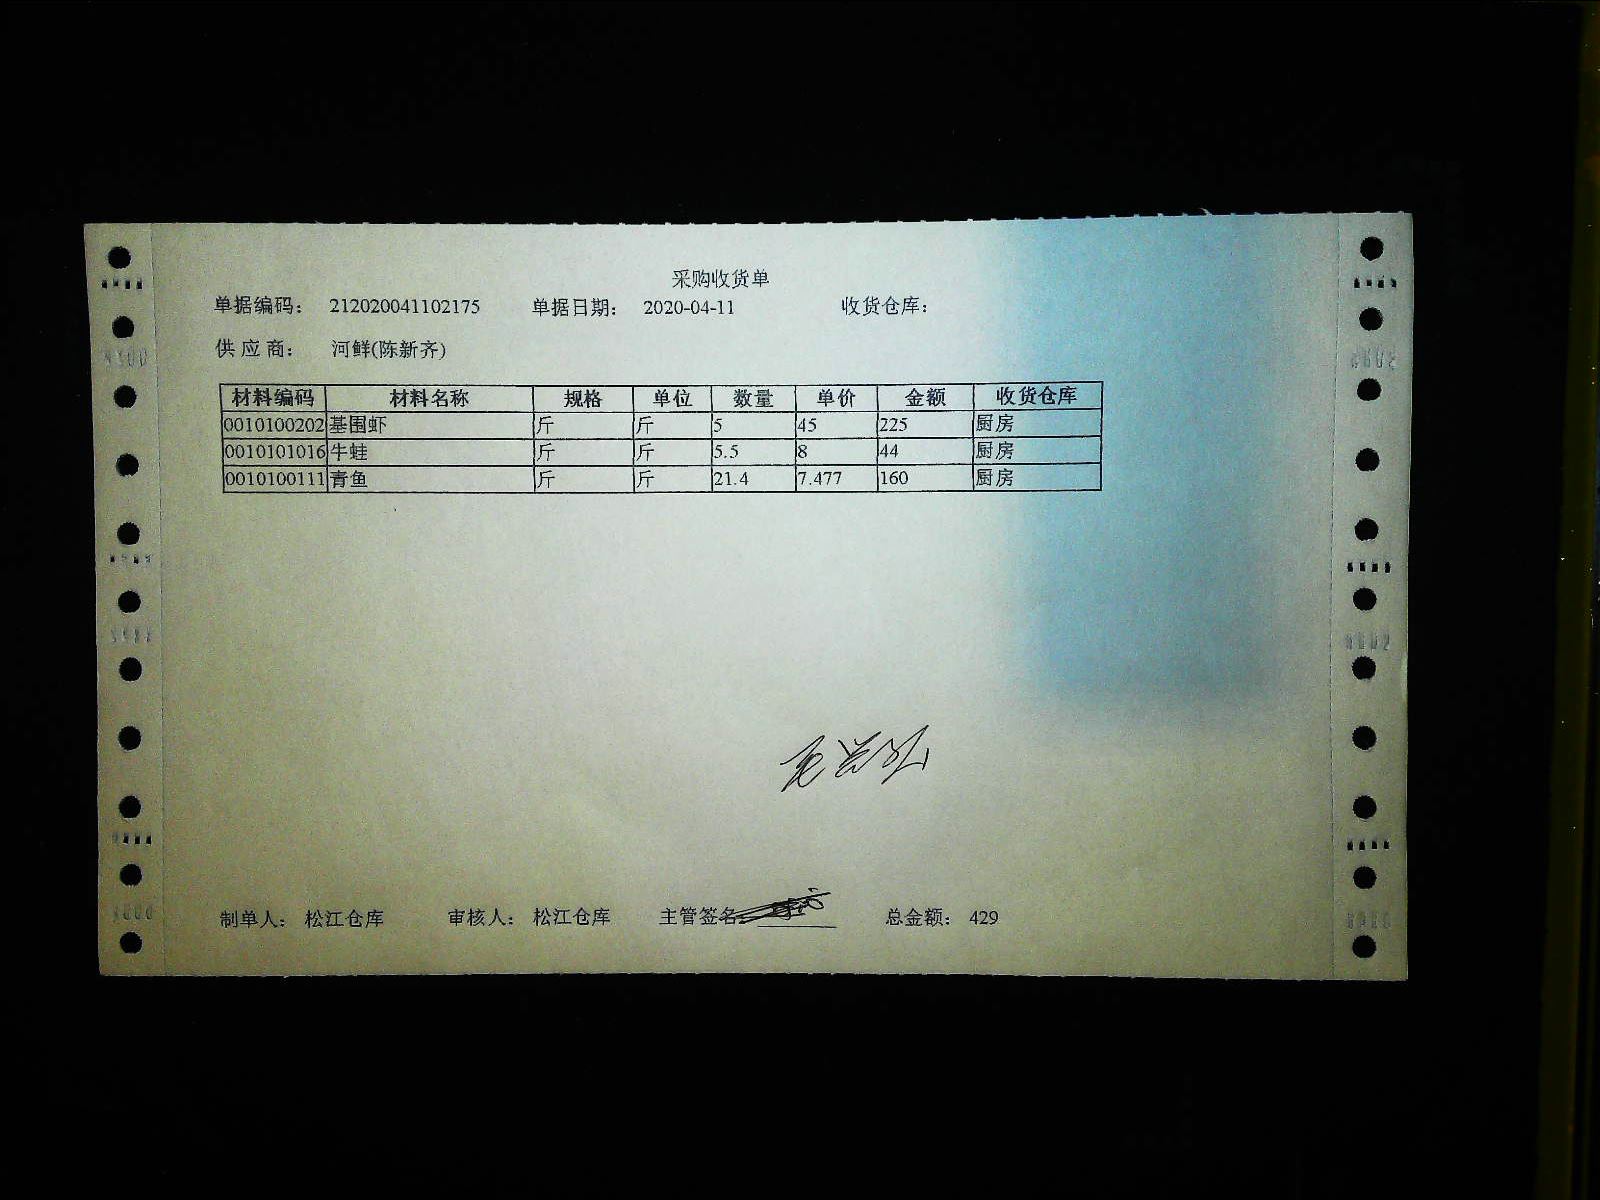 采购收货单
单据编码： 212020041102175 单据日期： 2020-04-11 收货仓库：
供 应 商： 河鲜(陈新齐)
材料编码 材料名称 规格 单位 数量 单价 金额 收货仓库
0010100202 基围虾 斤 斤 5 45 225 厨房
0010101016 牛蛙 斤 斤 5.5 8 44 厨房
0010100111 青鱼 斤 斤 21.4 7.477 160 厨房
制单人： 松江仓库 审核人： 松江仓库 主管签名 总金额： 429